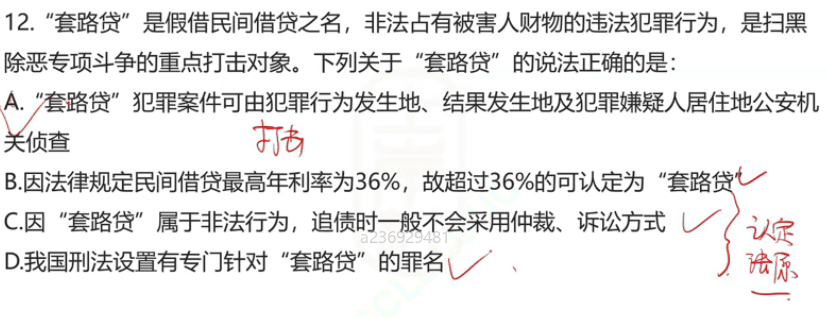 12.“套路贷”是假借民间借贷之名，非法占有被害人财物的违法犯罪行为，是扫黑
除恶专项斗争的重点打击对象。下列关于“套路贷”的说法正确的是：
A.“套路贷”犯罪案件可由犯罪行为发生地、结果发生地及犯罪嫌疑人居住地公安机
关侦查
打击
B.因法律规定民间借贷最高年利率为36%，故超过36%的可认定为“套路贷”
C.因“套路贷”属于非法行为，追债时一般不会采用仲裁、诉讼方式
认定
a236929481
D.我国刑法设置有专门针对“套路贷”的罪名